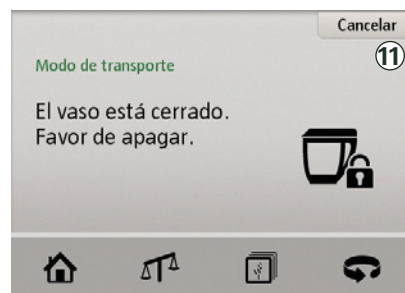 Cancelar
11
Modo de transporte
El vaso está cerrado.
Favor de apagar.